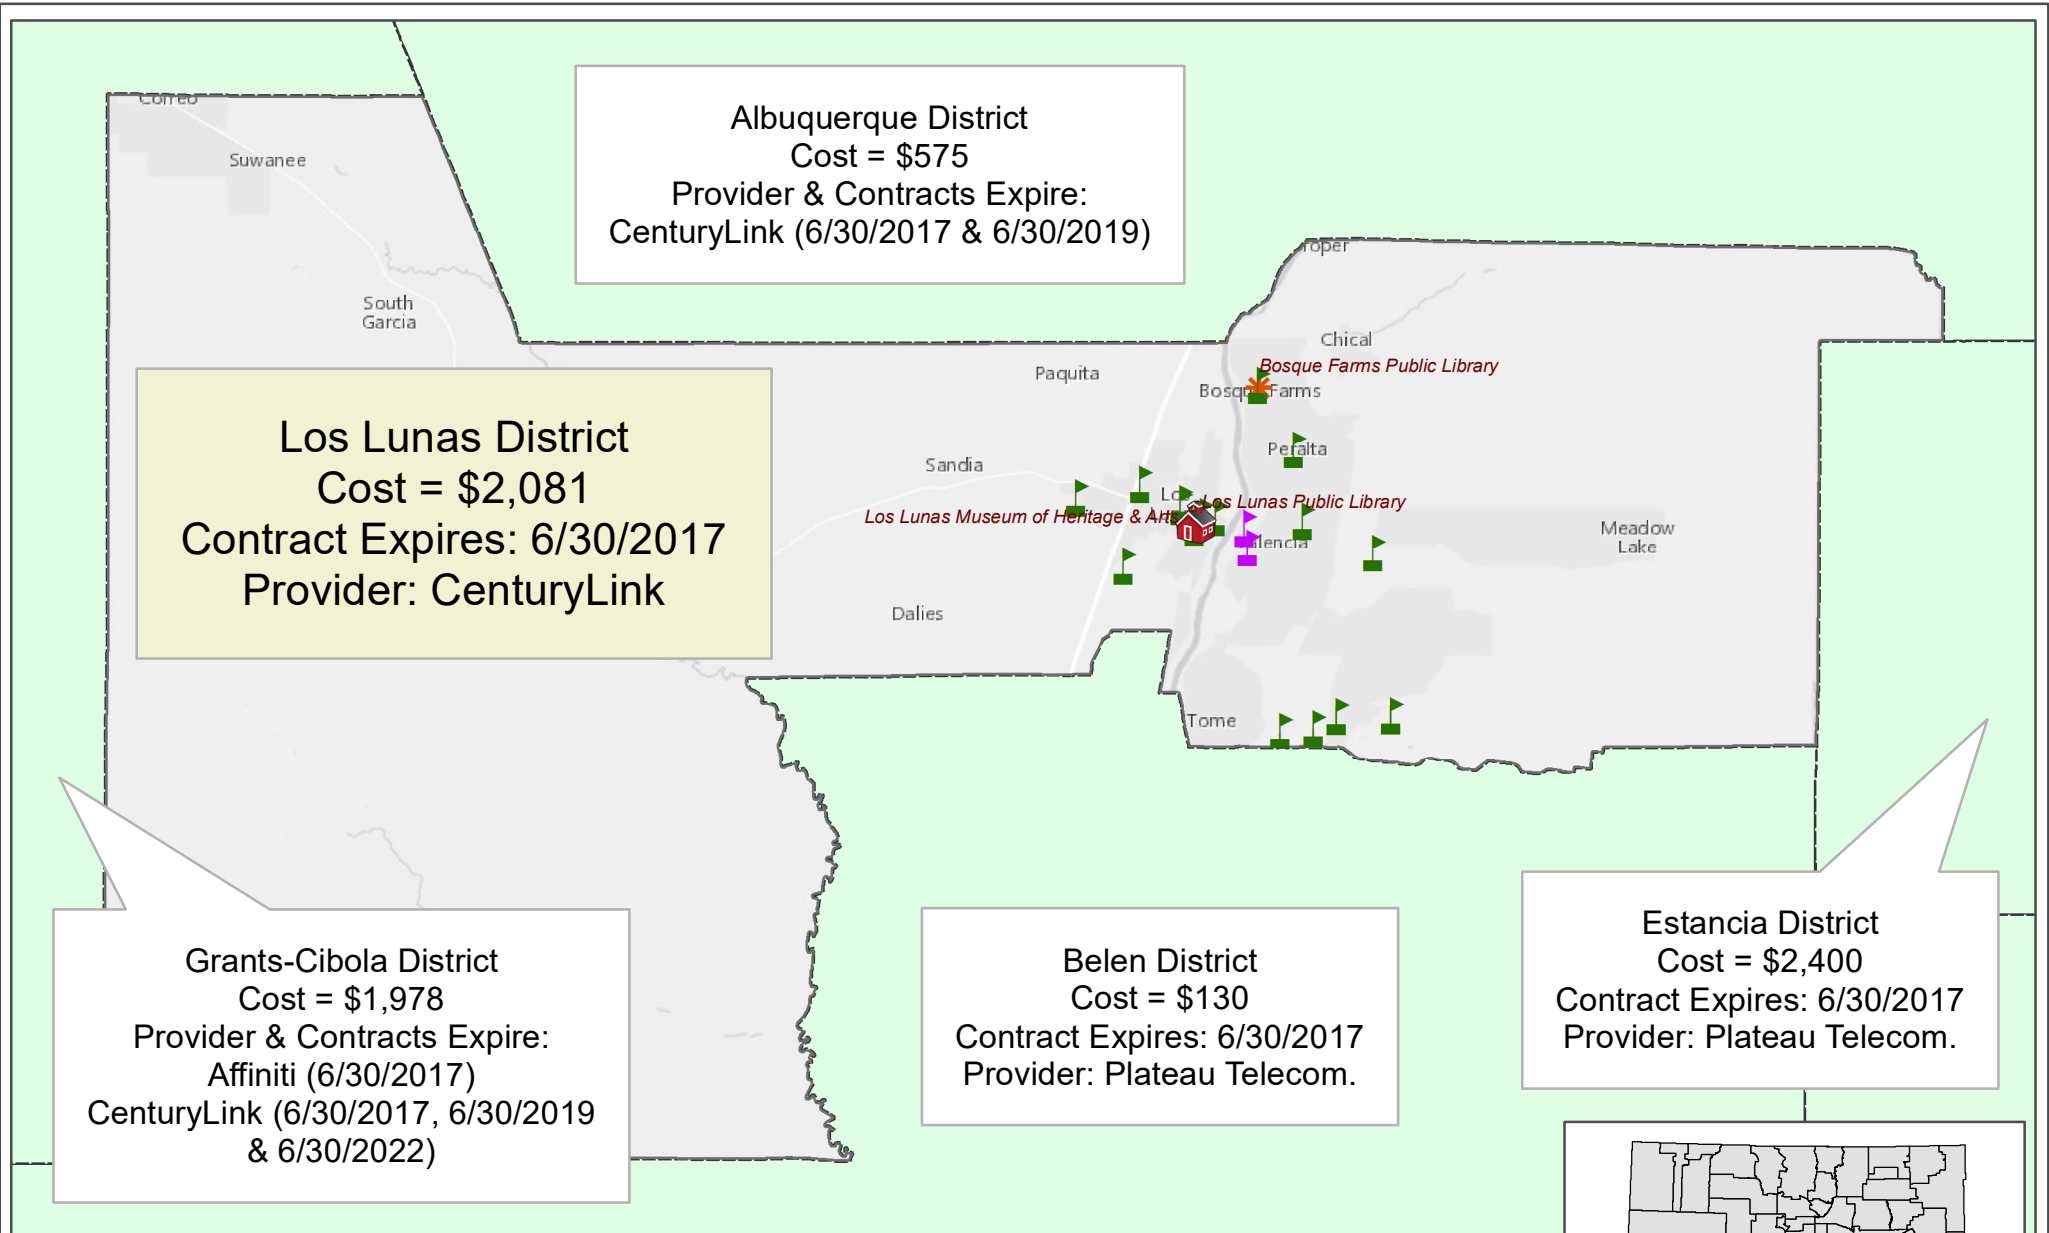 Correo
Suwanee
South
Garcia
Albuquerque District
Cost = $575
Provider & Contracts Expire:
CenturyLink (6/30/2017 & 6/30/2019)
Chical
Paquita
Bosque Farms Public Library
Farms
Peralta
Los Lunas District
Cost = $2,081
Contract Expires: 6/30/2017
Provider: CenturyLink
Sandia
Los Lunas Public Library
Los Lunas Museum of Heritage & Arts
Meadow
Lake
Dalies
Tome
Grants-Cibola District
Cost = $1,978
Provider & Contracts Expire:
Affiniti (6/30/2017)
CenturyLink (6/30/2017, 6/30/2019
& 6/30/2022)
Belen District
Cost = $130
Contract Expires: 6/30/2017
Provider: Plateau Telecom.
Estancia District
Cost = $2,400
Contract Expires: 6/30/2017
Provider: Plateau Telecom.